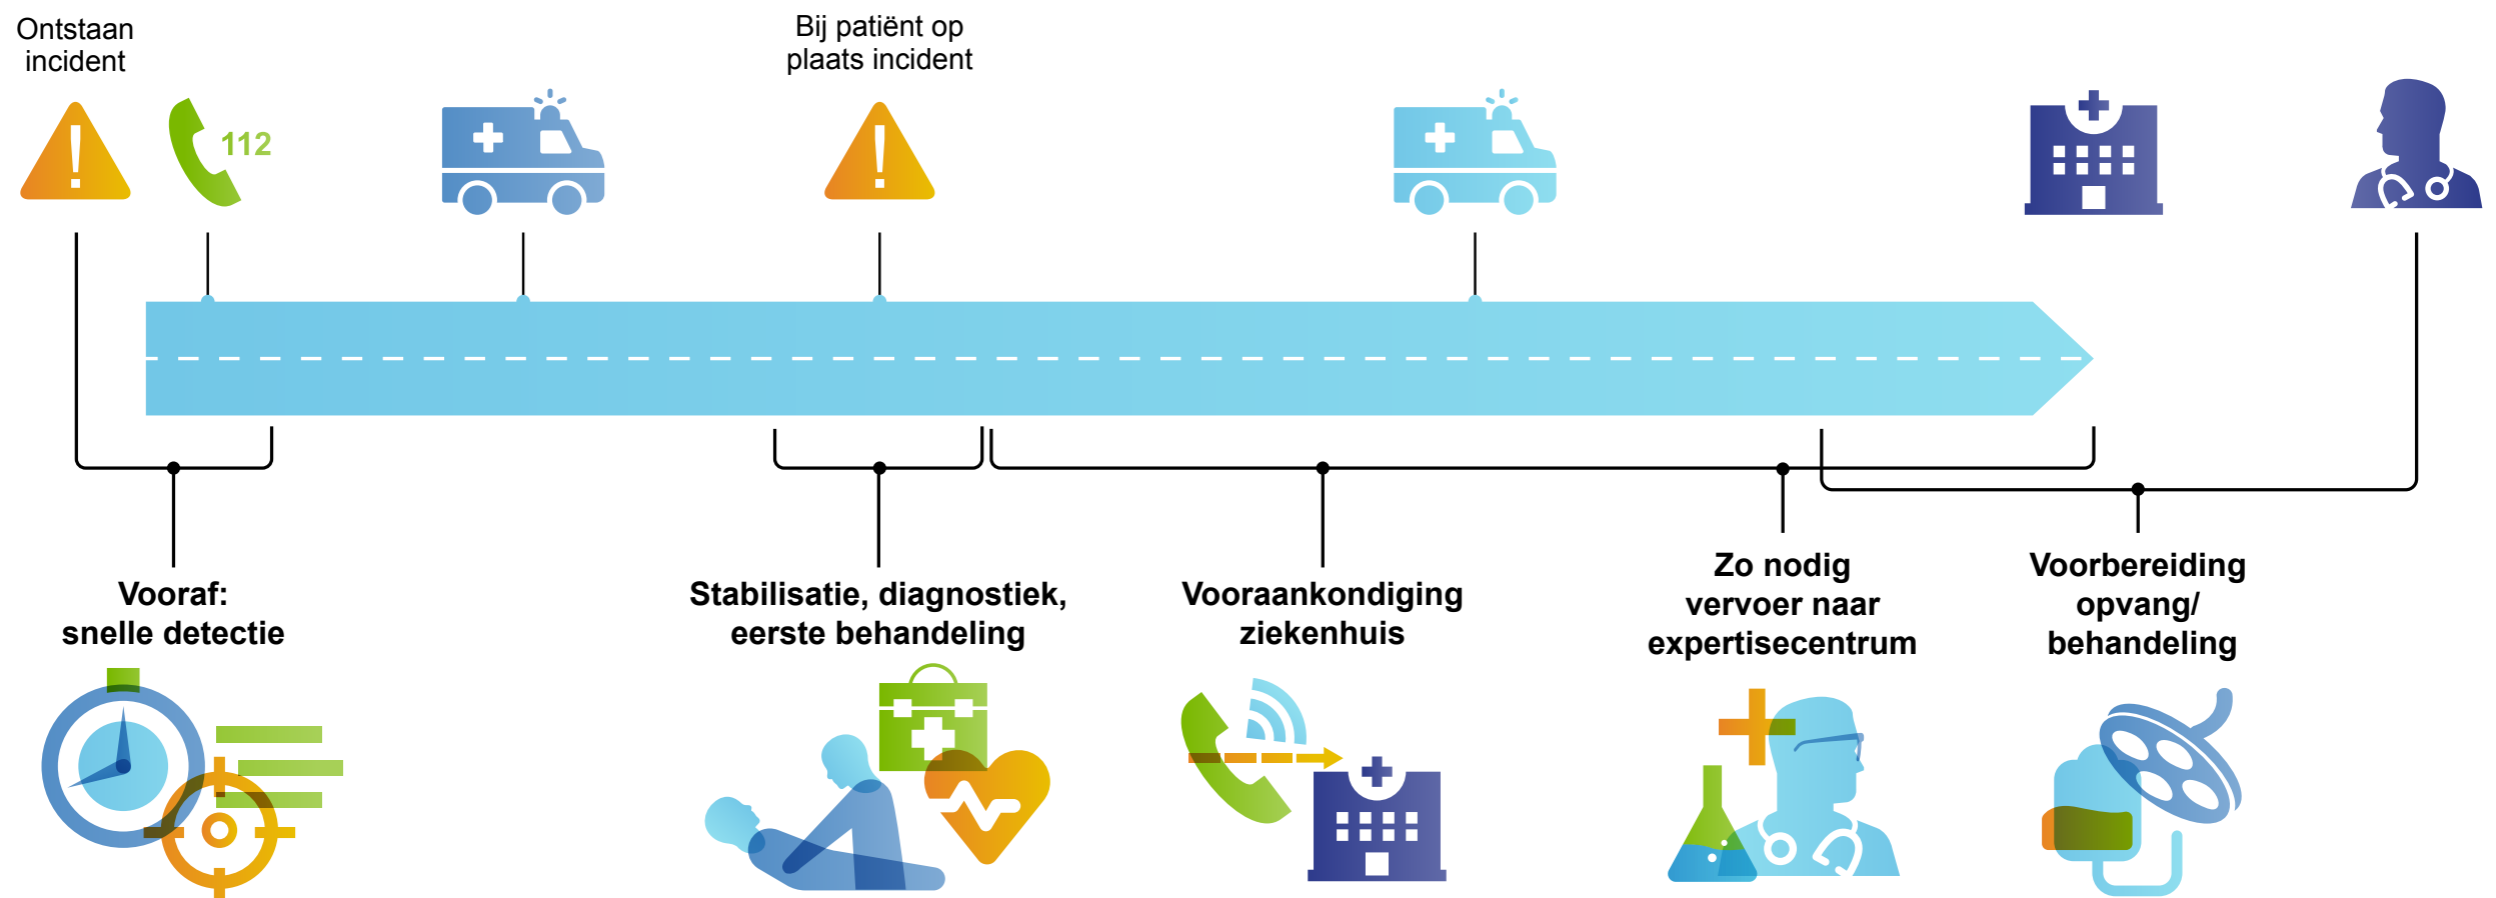 Ontstaan
incident
112
Bij patiënt op
plaats incident
Vooraf:
snelle detectie
Stabilisatie, diagnostiek,
eerste behandeling
Vooraankondiging
ziekenhuis
Zo nodig
vervoer naar
expertisecentrum
Voorbereiding
opvang/
behandeling